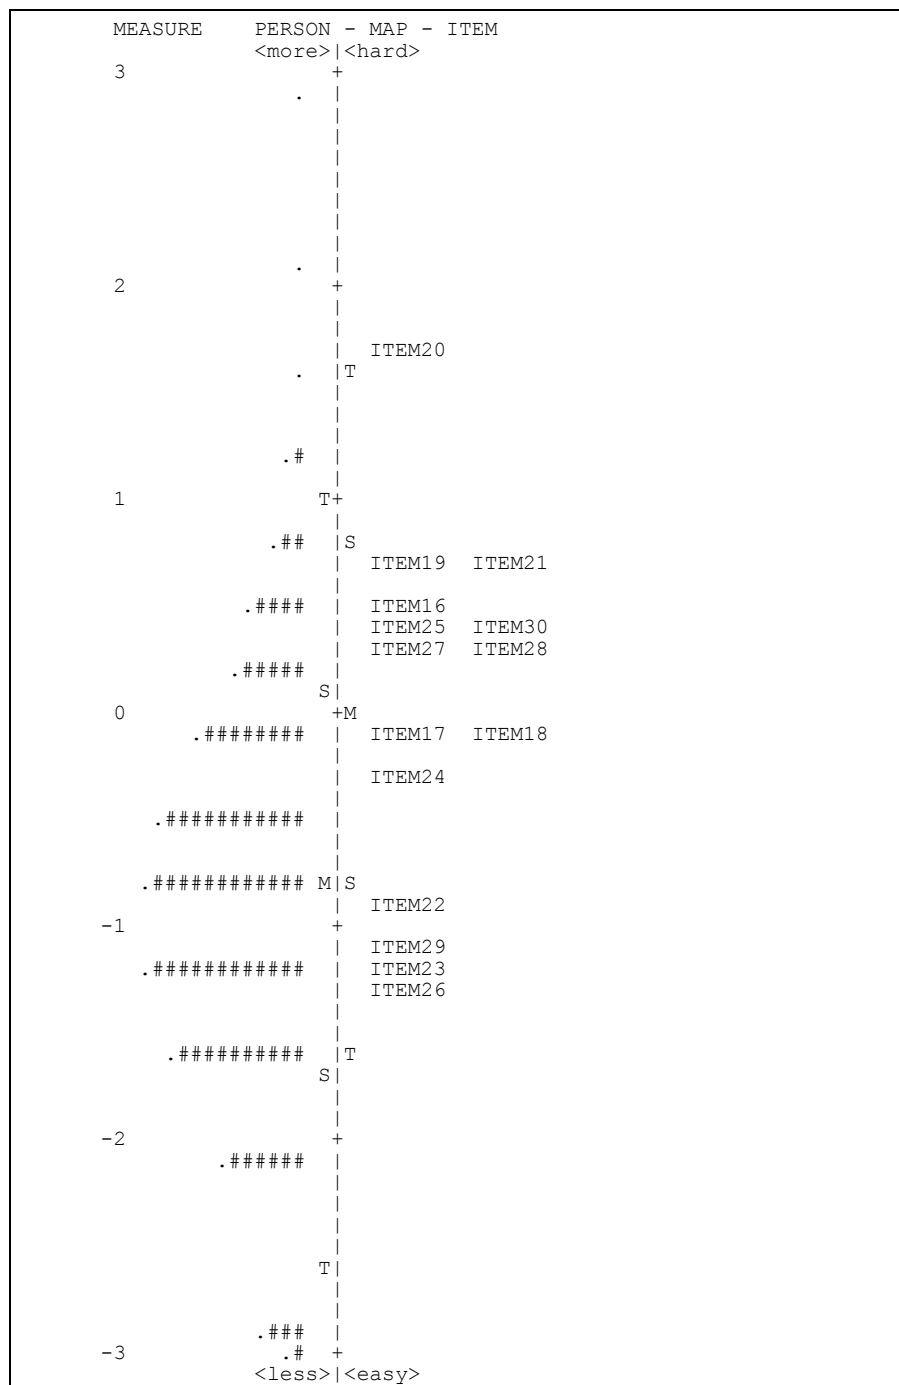 MEASURE    PERSON - MAP - ITEM
<more>|<hard>
3 +
. |
|
|
|
|
|
|
|
. |
2 +
|
|
| ITEM20
. |T
|
|
|
.# |
|
1 T+
|
.## |S
| ITEM19 ITEM21
|
.#### | ITEM16
| ITEM25 ITEM30
| ITEM27 ITEM28
.##### |
S|
0 +M
.######## | ITEM17 ITEM18
|
| ITEM24
|
.########### |
|
|
.############ M|S
| ITEM22
-1 +
| ITEM29
.############ | ITEM23
| ITEM26
|
|
.########## |T
S|
|
|
-2 +
.###### |
|
|
|
|
T|
|
|
.### |
-3 .# +
<less>|<easy>